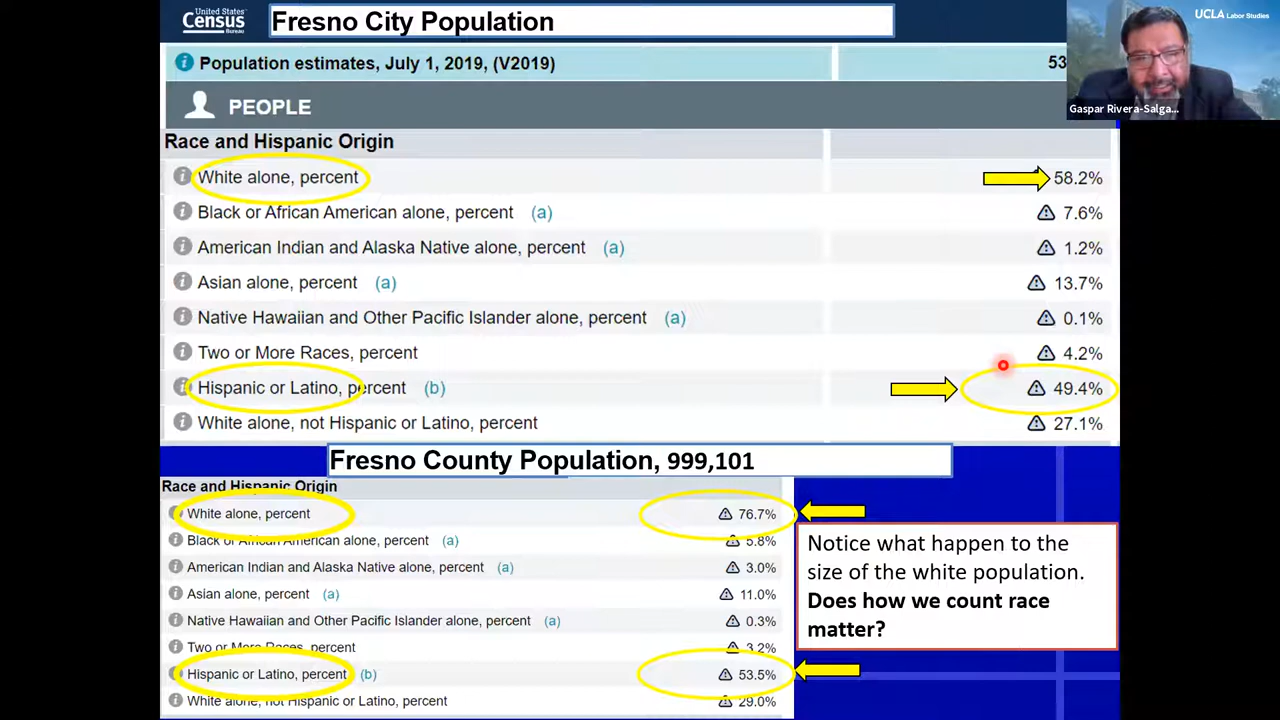 United States
Census
Bureau
Fresno City Population
UCLA Labor Studies
Population estimates, July 1, 2019, (V2019) 53
Gaspar Rivera-Salga...
PEOPLE
Race and Hispanic Origin
White alone, percent 58.2%
Black or African American alone, percent (a) 7.6%
American Indian and Alaska Native alone, percent (a) 1.2%
Asian alone, percent (a) 13.7%
Native Hawaiian and Other Pacific Islander alone, percent (a) 0.1%
Two or More Races, percent 4.2%
Hispanic or Latino, percent (b) 49.4%
White alone, not Hispanic or Latino, percent 27.1%
Fresno County Population, 999,101
Race and Hispanic Origin
White alone, percent 76.7%
Black or African American alone, percent (a) 5.8%
American Indian and Alaska Native alone, percent (a) 3.0%
Asian alone, percent (a) 11.0%
Native Hawaiian and Other Pacific Islander alone, percent (a) 0.3%
Two or More Races, percent 3.2%
Hispanic or Latino, percent (b) 53.5%
White alone, not Hispanic or Latino, percent 29.0%
Notice what happen to the
size of the white population.
Does how we count race
matter?